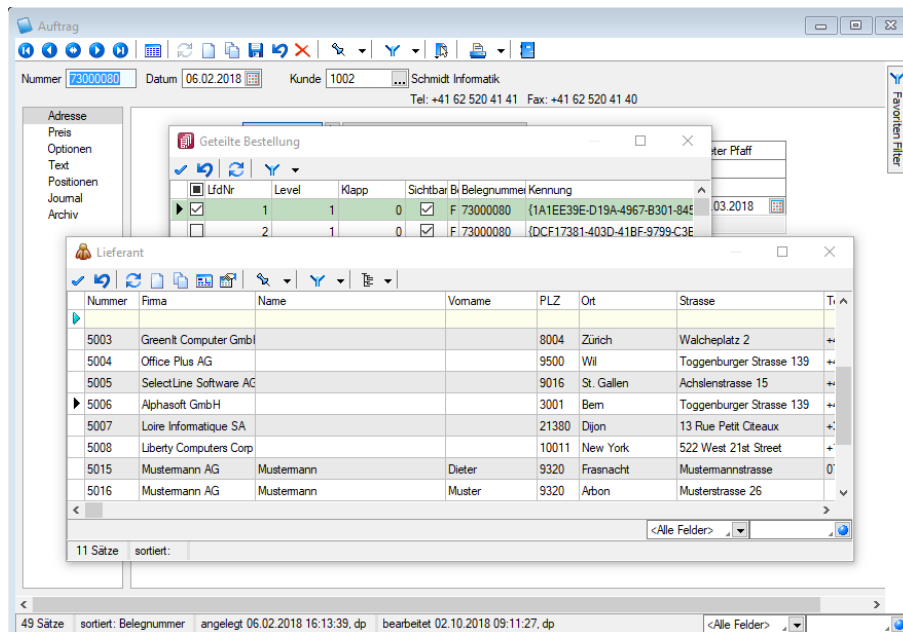 Auftrag
Nummer 73000080 Datum 06.02.2018 Kunde 1002 ... Schmidt Informatik
Tel: +41 62 520 41 41 Fax: +41 62 520 41 40
Favoriten Filter
Adresse
Preis
Optionen
Text
Positionen
Journal
Archiv
Pfaff
.03.2018
Geteilte Bestellung
LfdNr Level Klapp Sichtbar Belegnummer Kennung
1 1 0 F 73000080 {1A1EE39E-D19A-4967-B301-845
2 1 0 F 73000080 {DCF17381-403D-41BF-9799-C3E
Lieferant
Nummer Firma Name Vorname PLZ Ort Strasse
5003 GreenIt Computer Gmbl 8004 Zürich Walcheplatz 2
5004 Office Plus AG 9500 Wil Toggenburger Strasse 139
5005 SelectLine Software AG 9016 St. Gallen Achslenstrasse 15
5006 Alphasoft GmbH 3001 Bern Toggenburger Strasse 139
5007 Loire Informatique SA 21380 Dijon 13 Rue Petit Citeaux
5008 Liberty Computers Corp 10011 New York 522 West 21st Street
5015 Mustermann AG Mustermann Dieter 9320 Frasnacht Mustermannstrasse
5016 Mustermann AG Mustermann Muster 9320 Arbon Musterstrasse 26
<Alle Felder>
11 Sätze sortiert:
49 Sätze sortiert: Belegnummer angelegt 06.02.2018 16:13:39, dp bearbeitet 02.10.2018 09:11:27, dp <Alle Felder>